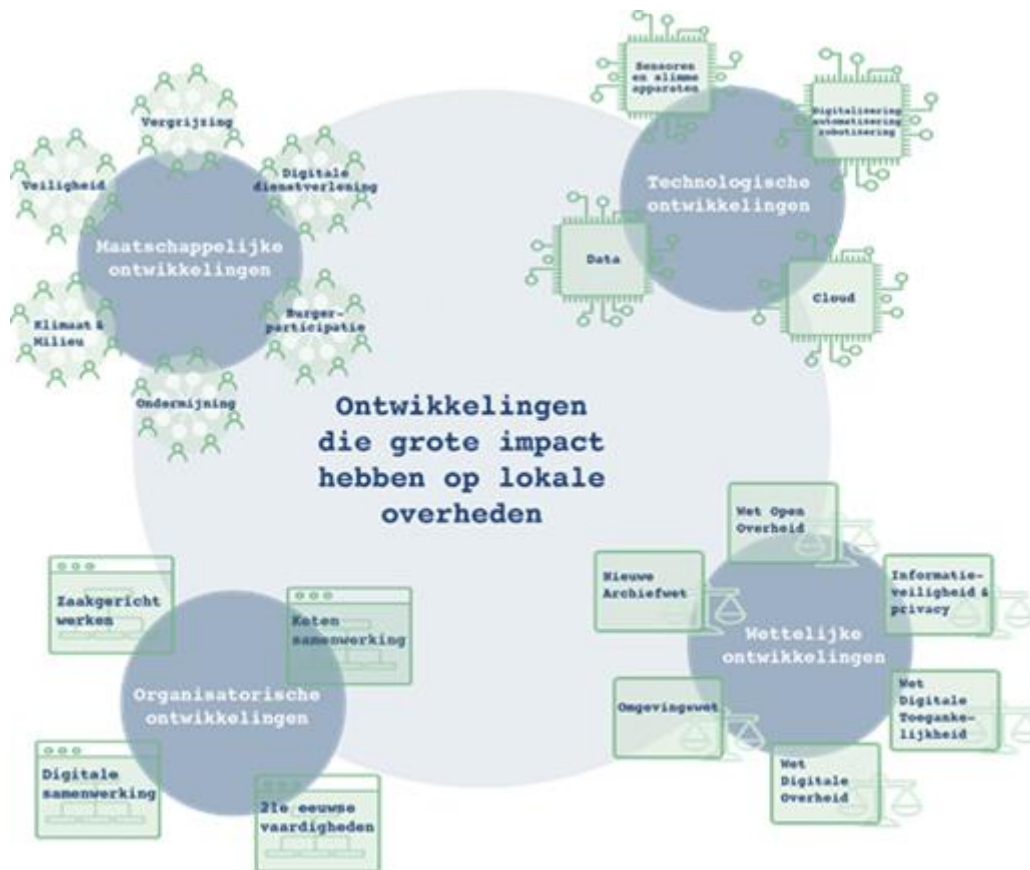 Vergrijzing
Veiligheid
Digitale
dienstverlening
Maatschappelijke
ontwikkelingen
Klimaat &
Milieu
Burger-
participatie
Ondermijning
Sensoren
en slimme
apparaten
Digitalisering
automatisering
robotisering
Technologische
ontwikkelingen
Data
Cloud
Ontwikkelingen
die grote impact
hebben op lokale
overheden
Zaakgericht
werken
Keten
samenwerking
Organisatorische
ontwikkelingen
Digitale
samenwerking
21e eeuwse
vaardigheden
Wet Open
Overheid
Nieuwe
Archiefwet
Informatie-
veiligheid &
privacy
Wettelijke
ontwikkelingen
Omgevingswet
Wet
Digitale
Toeganke-
lijkheid
Wet
Digitale
Overheid